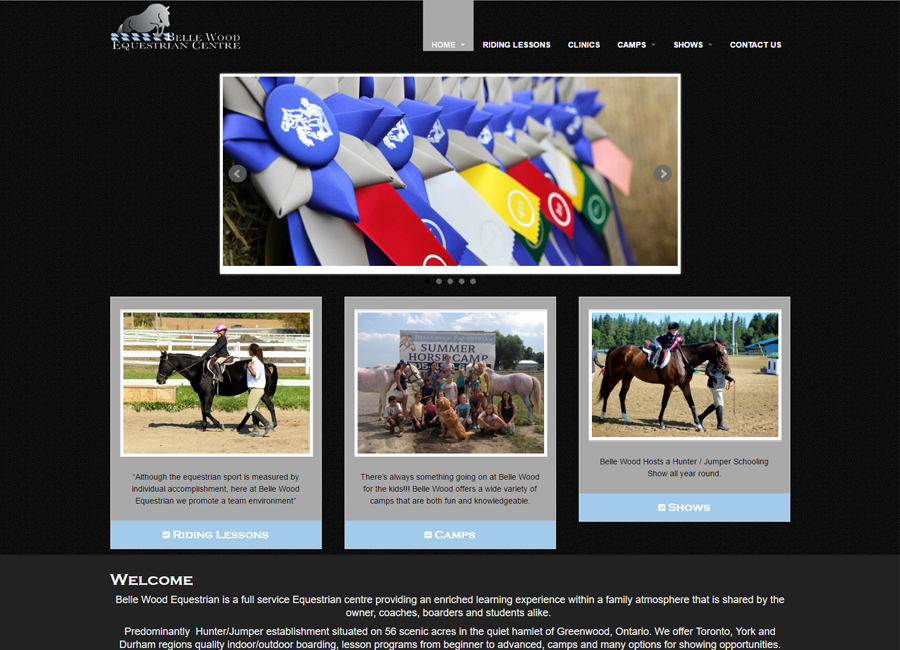 Belle Wood
Equestrian Centre
HOME
RIDING LESSONS
CLINICS
CAMPS
SHOWS
CONTACT US
SUMMER
HORSE CAMP
"Although the equestrian sport is measured by
individual accomplishment, here at Belle Wood
Equestrian we promote a team environment"
Riding Lessons
There's always something going on at Belle Wood
for the kids!!! Belle Wood offers a wide variety of
camps that are both fun and knowledgeable.
Camps
Belle Wood Hosts a Hunter / Jumper Schooling
Show all year round.
Shows
Welcome
Belle Wood Equestrian is a full service Equestrian centre providing an enriched learning experience within a family atmosphere that is shared by the
owner, coaches, boarders and students alike.
Predominantly Hunter/Jumper establishment situated on 56 scenic acres in the quiet hamlet of Greenwood, Ontario. We offer Toronto, York and
Durham regions quality indoor/outdoor boarding, lesson programs from beginner to advanced, camps and many options for showing opportunities.